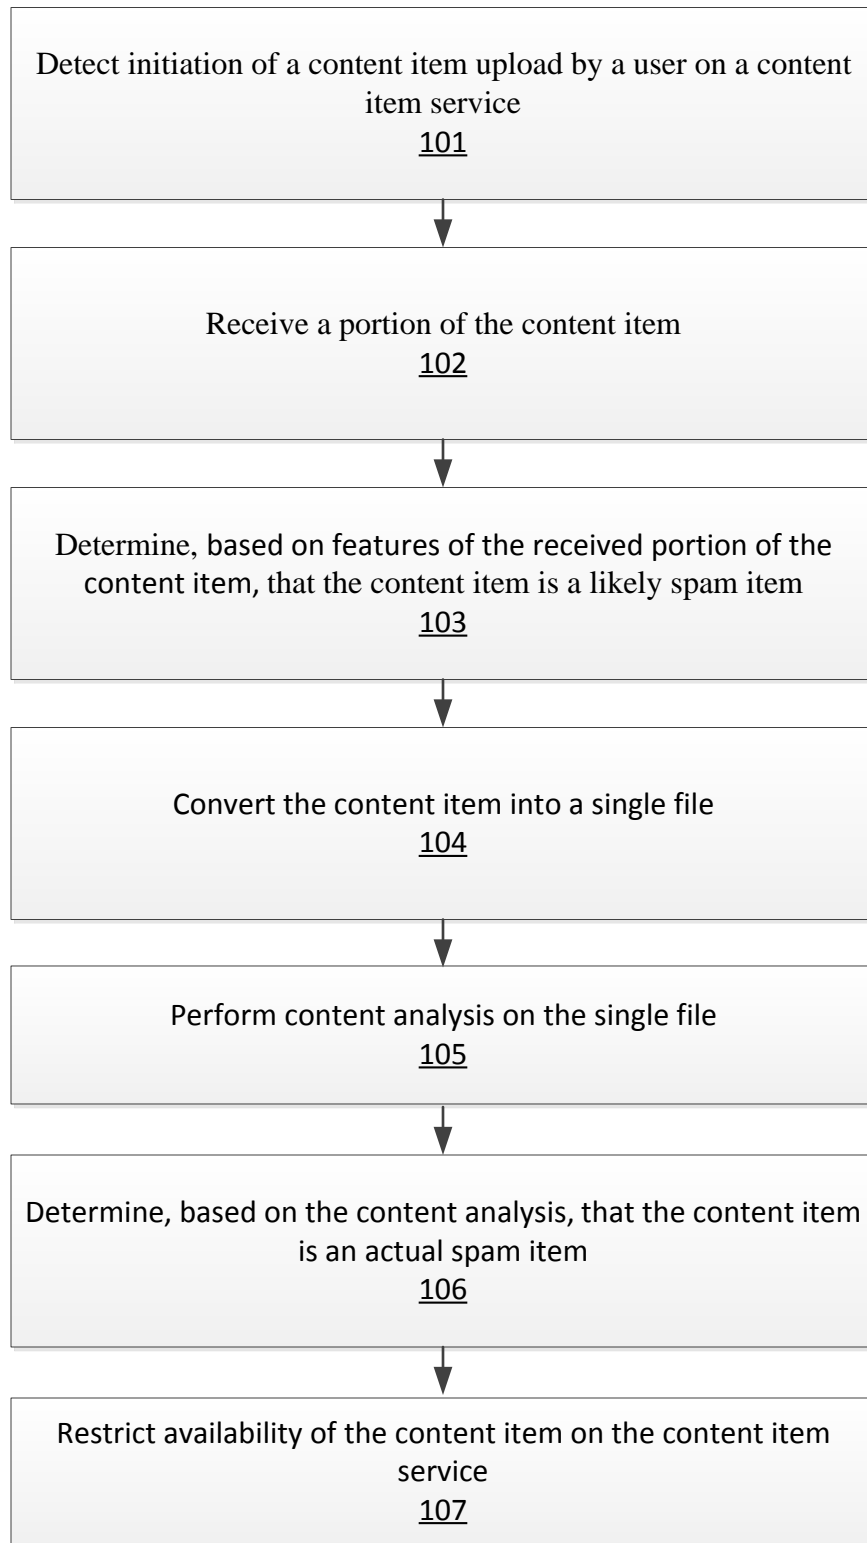 Detect initiation of a content item upload by a user on a content
item service
101
Receive a portion of the content item
102
Determine, based on features of the received portion of the
content item, that the content item is a likely spam item
103
Convert the content item into a single file
104
Perform content analysis on the single file
105
Determine, based on the content analysis, that the content item
is an actual spam item
106
Restrict availability of the content item on the content item
service
107